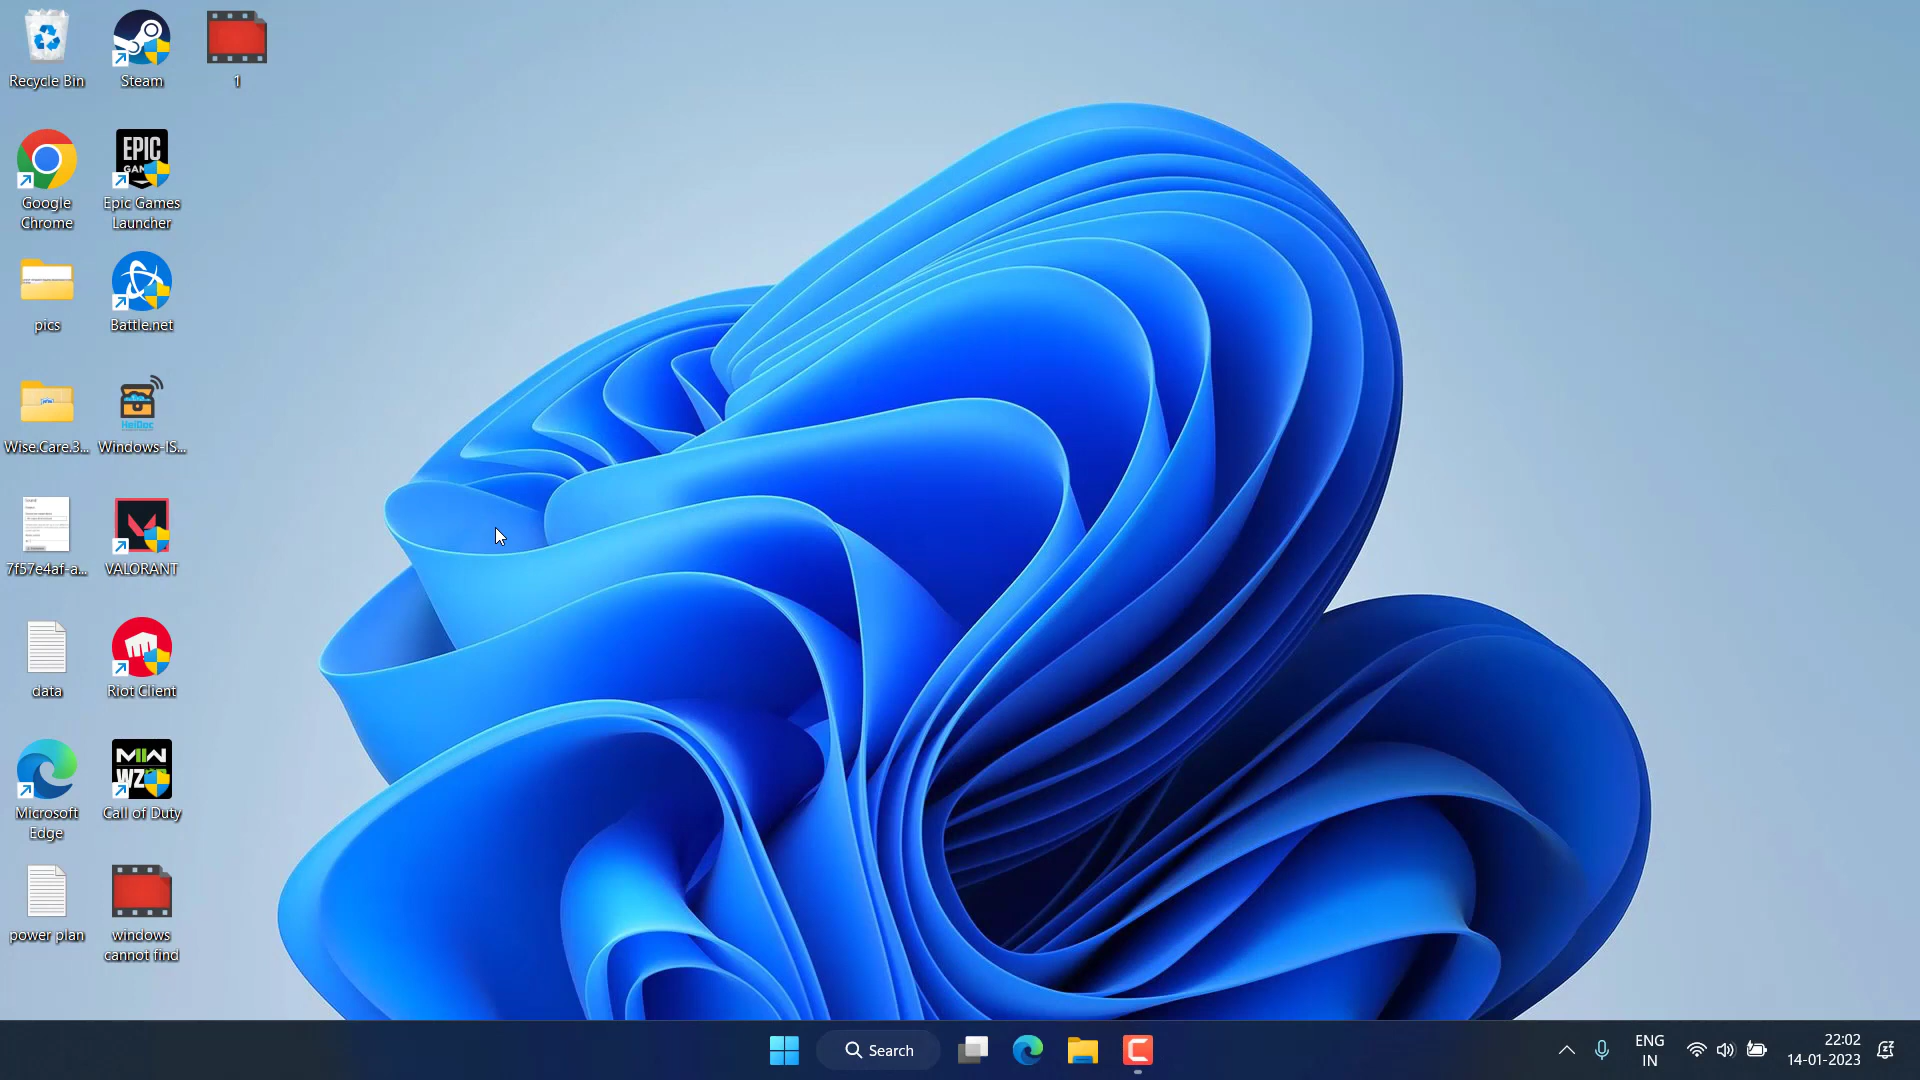 Recycle Bin
Steam
1
EPIC
GAM
Google
Chrome
Epic Games
Launcher
pics
Battle.net
HeiDoc
Wise.Care.3...
Windows-IS...
7f57e4af-a...
VALORANT
data
Riot Client
MW
WZ
Microsoft
Edge
Call of Duty
power plan
windows
cannot find
Search
ENG
IN
22:02
14-01-2023